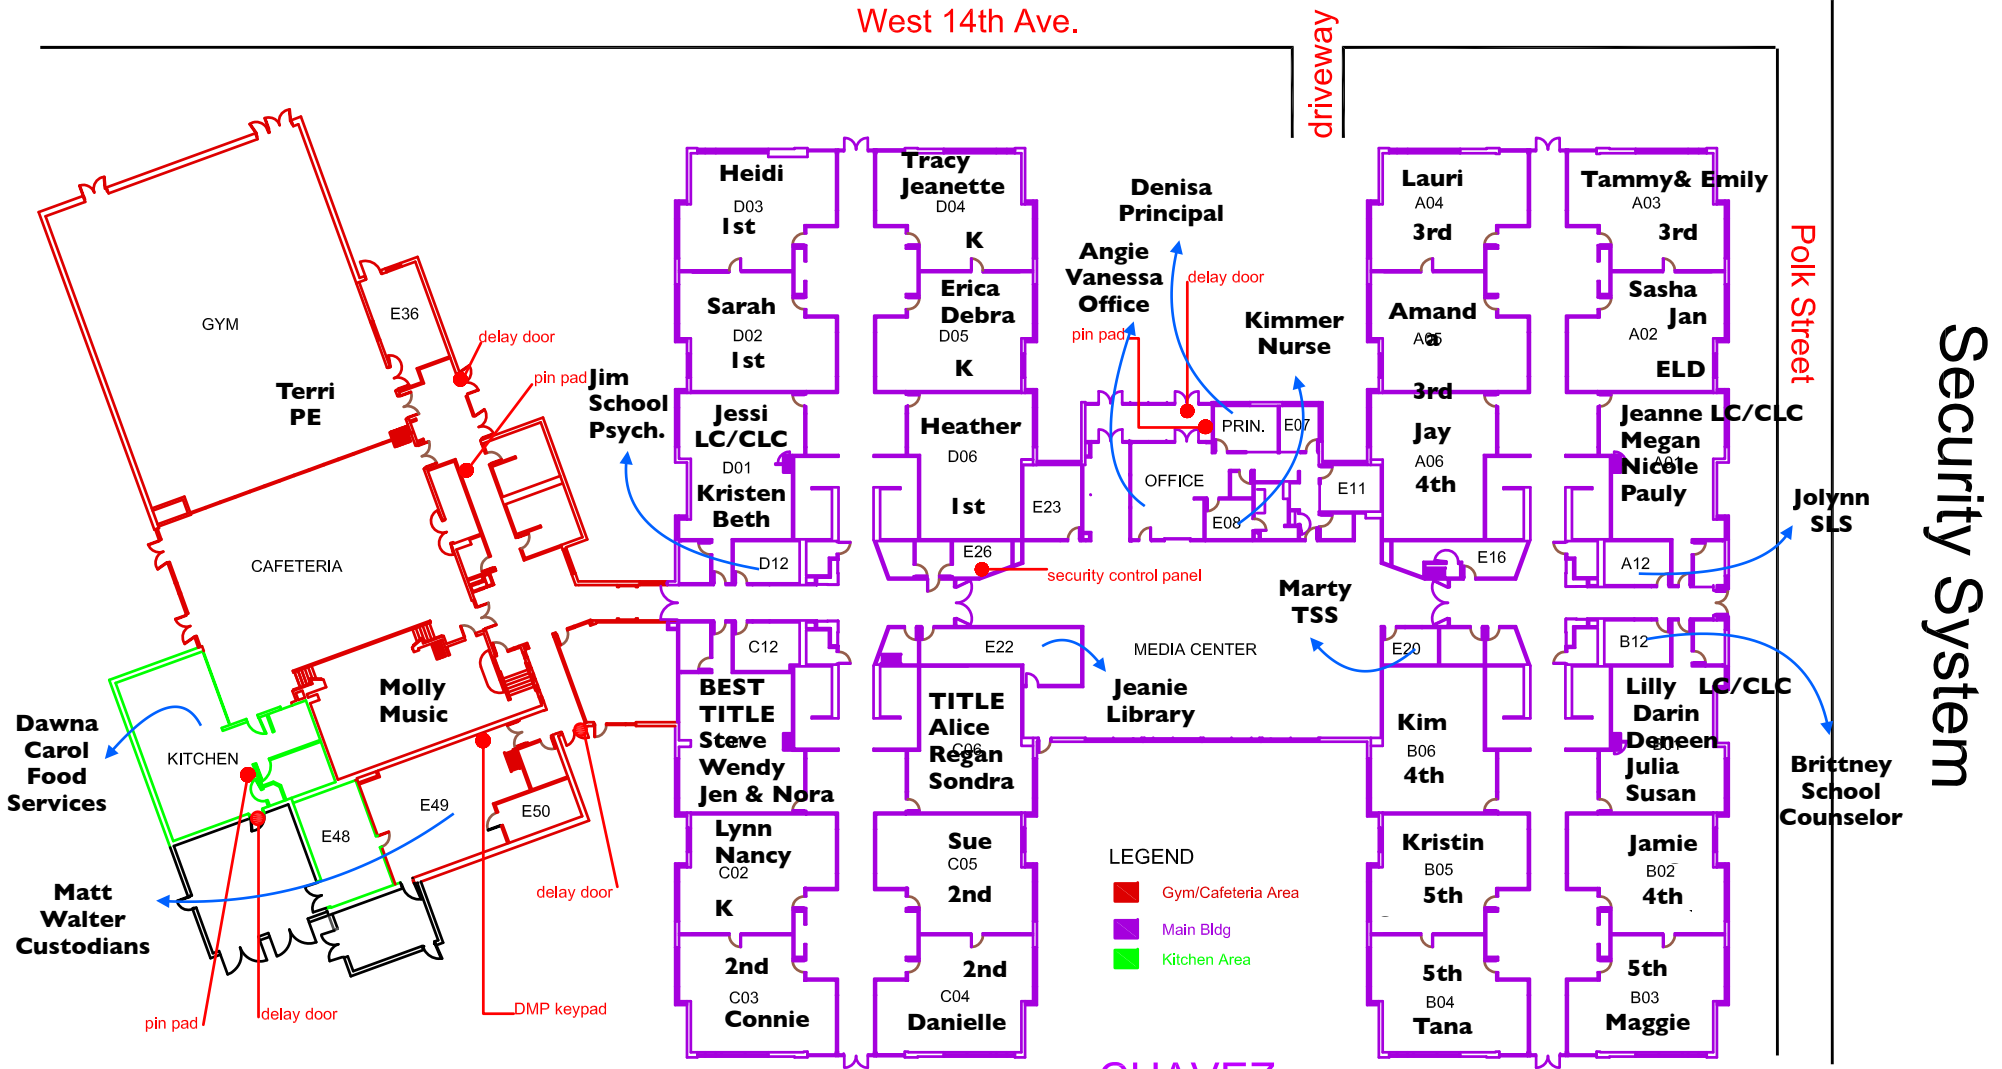 West 14th Ave.
driveway
Polk Street
Security System
GYM
E36
delay door
pin pad
Terri
PE
CAFETERIA
Molly
Music
Dawna
Carol
Food
Services
KITCHEN
E48
E49
E50
Matt
Walter
Custodians
pin pad
delay door
DMP keypad
delay door
Jim
School
Psych.
Heidi
D03
1st
Tracy
Jeanette
D04
K
Sarah
D02
1st
Erica
Debra
D05
K
Jessi
LC/CLC
D01
Kristen
Beth
Heather
D06
1st
D12
E26
E23
security control panel
Denisa
Principal
Angie
Vanessa
Office
delay door
pin pad
Kimmer
Nurse
PRIN.
E07
OFFICE
E08
E11
Lauri
A04
3rd
Tammy& Emily
A03
3rd
Amand
a
A05
3rd
Sasha
Jan
A02
ELD
Jay
A06
4th
Jeanne LC/CLC
Megan
Nicole
A01
Pauly
E16
A12
Jolynn
SLS
C12
E22
MEDIA CENTER
Marty
TSS
E20
B12
Jeanie
Library
BEST
TITLE
Steve
Wendy
Jen & Nora
TITLE
Alice
Regan
C06
Sondra
Kim
B06
4th
Lilly LC/CLC
Darin
Deneen
B01
Julia
Susan
Brittney
School
Counselor
Lynn
Nancy
C02
K
Sue
C05
2nd
2nd
C03
Connie
2nd
C04
Danielle
LEGEND
Gym/Cafeteria Area
Main Bldg
Kitchen Area
Kristin
B05
5th
Jamie
B02
4th
5th
B04
Tana
5th
B03
Maggie
CHAVEZ